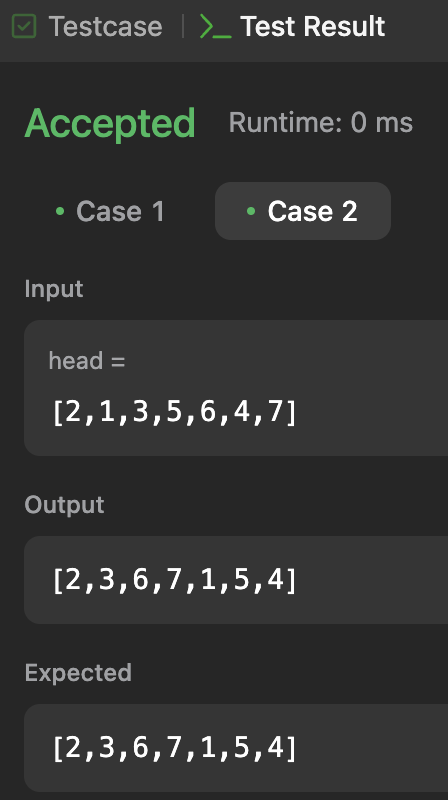 Testcase | >_ Test Result
Accepted Runtime: 0 ms
Case 1 Case 2
Input
head =
[2,1,3,5,6,4,7]
Output
[2,3,6,7,1,5,4]
Expected
[2,3,6,7,1,5,4]